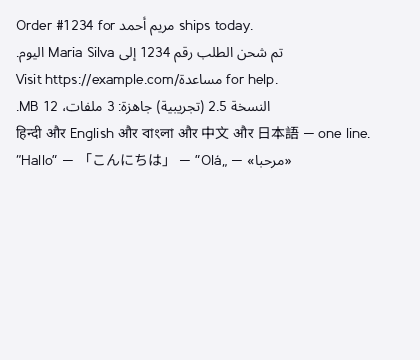 Order #1234 for مريم أحمد ships today.
تم شحن الطلب رقم 1234 إلى Maria Silva اليوم.
Visit https://example.com/مساعدة for help.
النسخة 2.5 (تجريبية) جاهزة: 3 ملفات، 12 MB.
हिन्दी और English और বাংলা और 中文 और 日本語 — one line.
“Hallo” — 「こんにちは」 — “Olá„ — «مرحبا»